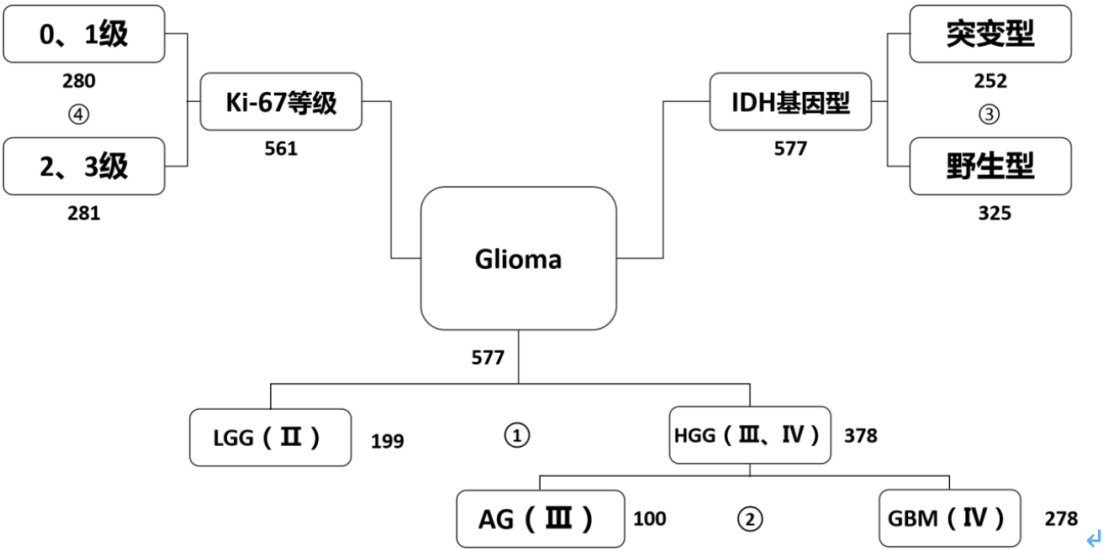 0、1级
280
④
2、3级
281
Ki-67等级
561
突变型
252
③
野生型
325
IDH基因型
577
Glioma
577
LGG（Ⅱ）
199
①
HGG（Ⅲ、Ⅳ）
378
AG（Ⅲ）
100
②
GBM（Ⅳ）
278